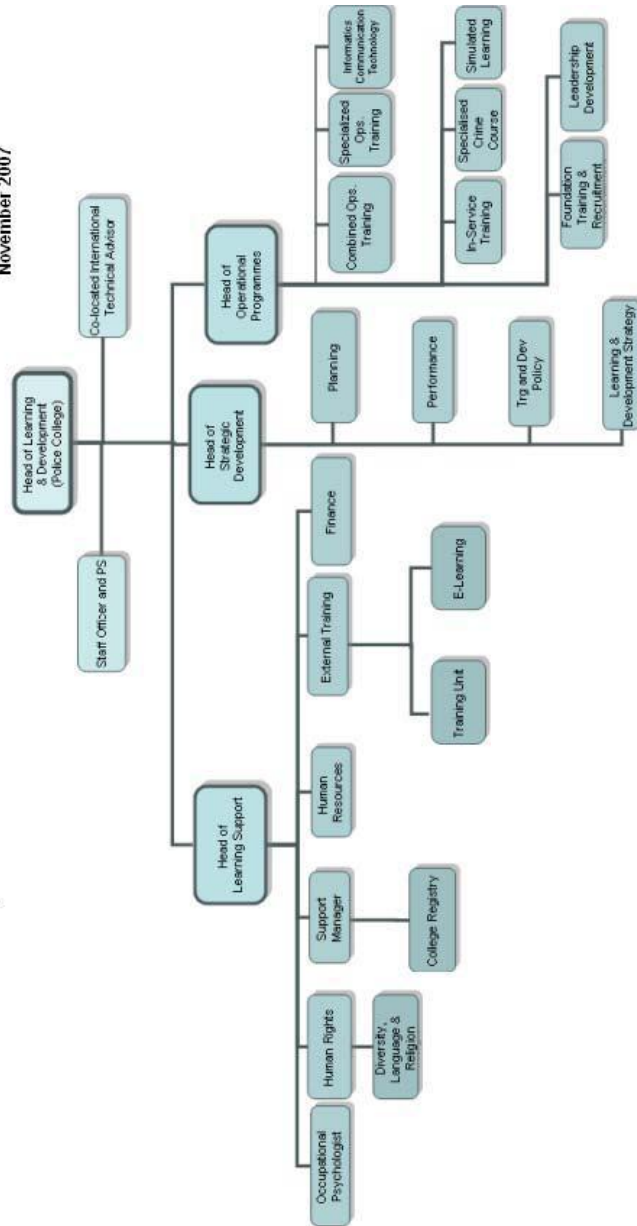 November 2007
Head of Learning
& Development
(Police College)
Staff Officer and PS
Co-located International
Technical Advisor
Head of
Learning Support
Head of
Strategic
Development
Head of
Operational
Programmes
Occupational
Psychologist
Human Rights
Support
Manager
Human
Resources
External Training
Finance
Diversity,
Language &
Religion
College Registry
Training Unit
E-Learning
Planning
Performance
Trg and Dev
Policy
Learning &
Development Strategy
Combined Ops.
Training
Specialized
Ops.
Training
Informatics
Communication
Technology
In-Service
Training
Specialised
Crime
Course
Simulated
Learning
Foundation
Training &
Recruitment
Leadership
Development